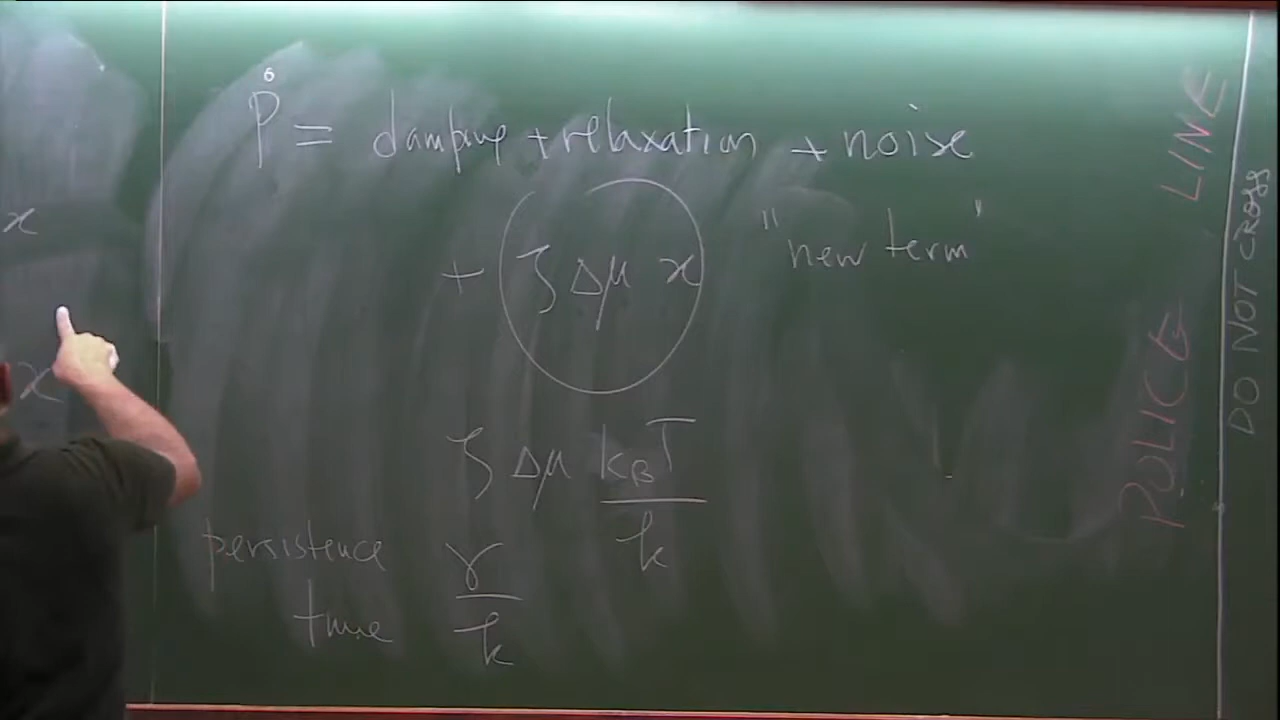 Ṗ = damping + relaxation + noise
+ ζ Δμ x "new term"
ζ Δμ k_BT / k
persistence time γ / k
x
x
POLICE LINE
DO NOT CROSS